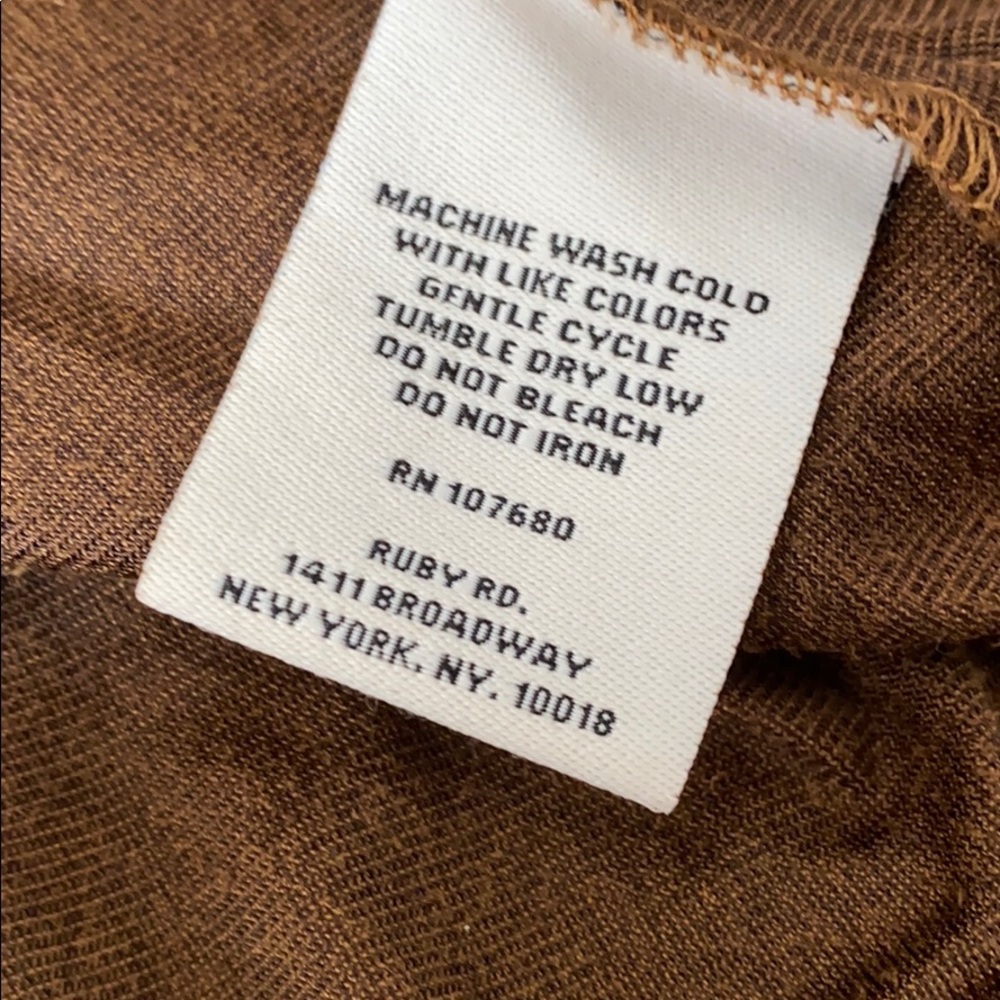 MACHINE WASH COLD
WITH LIKE COLORS
GENTLE CYCLE
TUMBLE DRY LOW
DO NOT BLEACH
DO NOT IRON
RN 107680
RUBY RD.
1411 BROADWAY
NEW YORK. NY. 10018